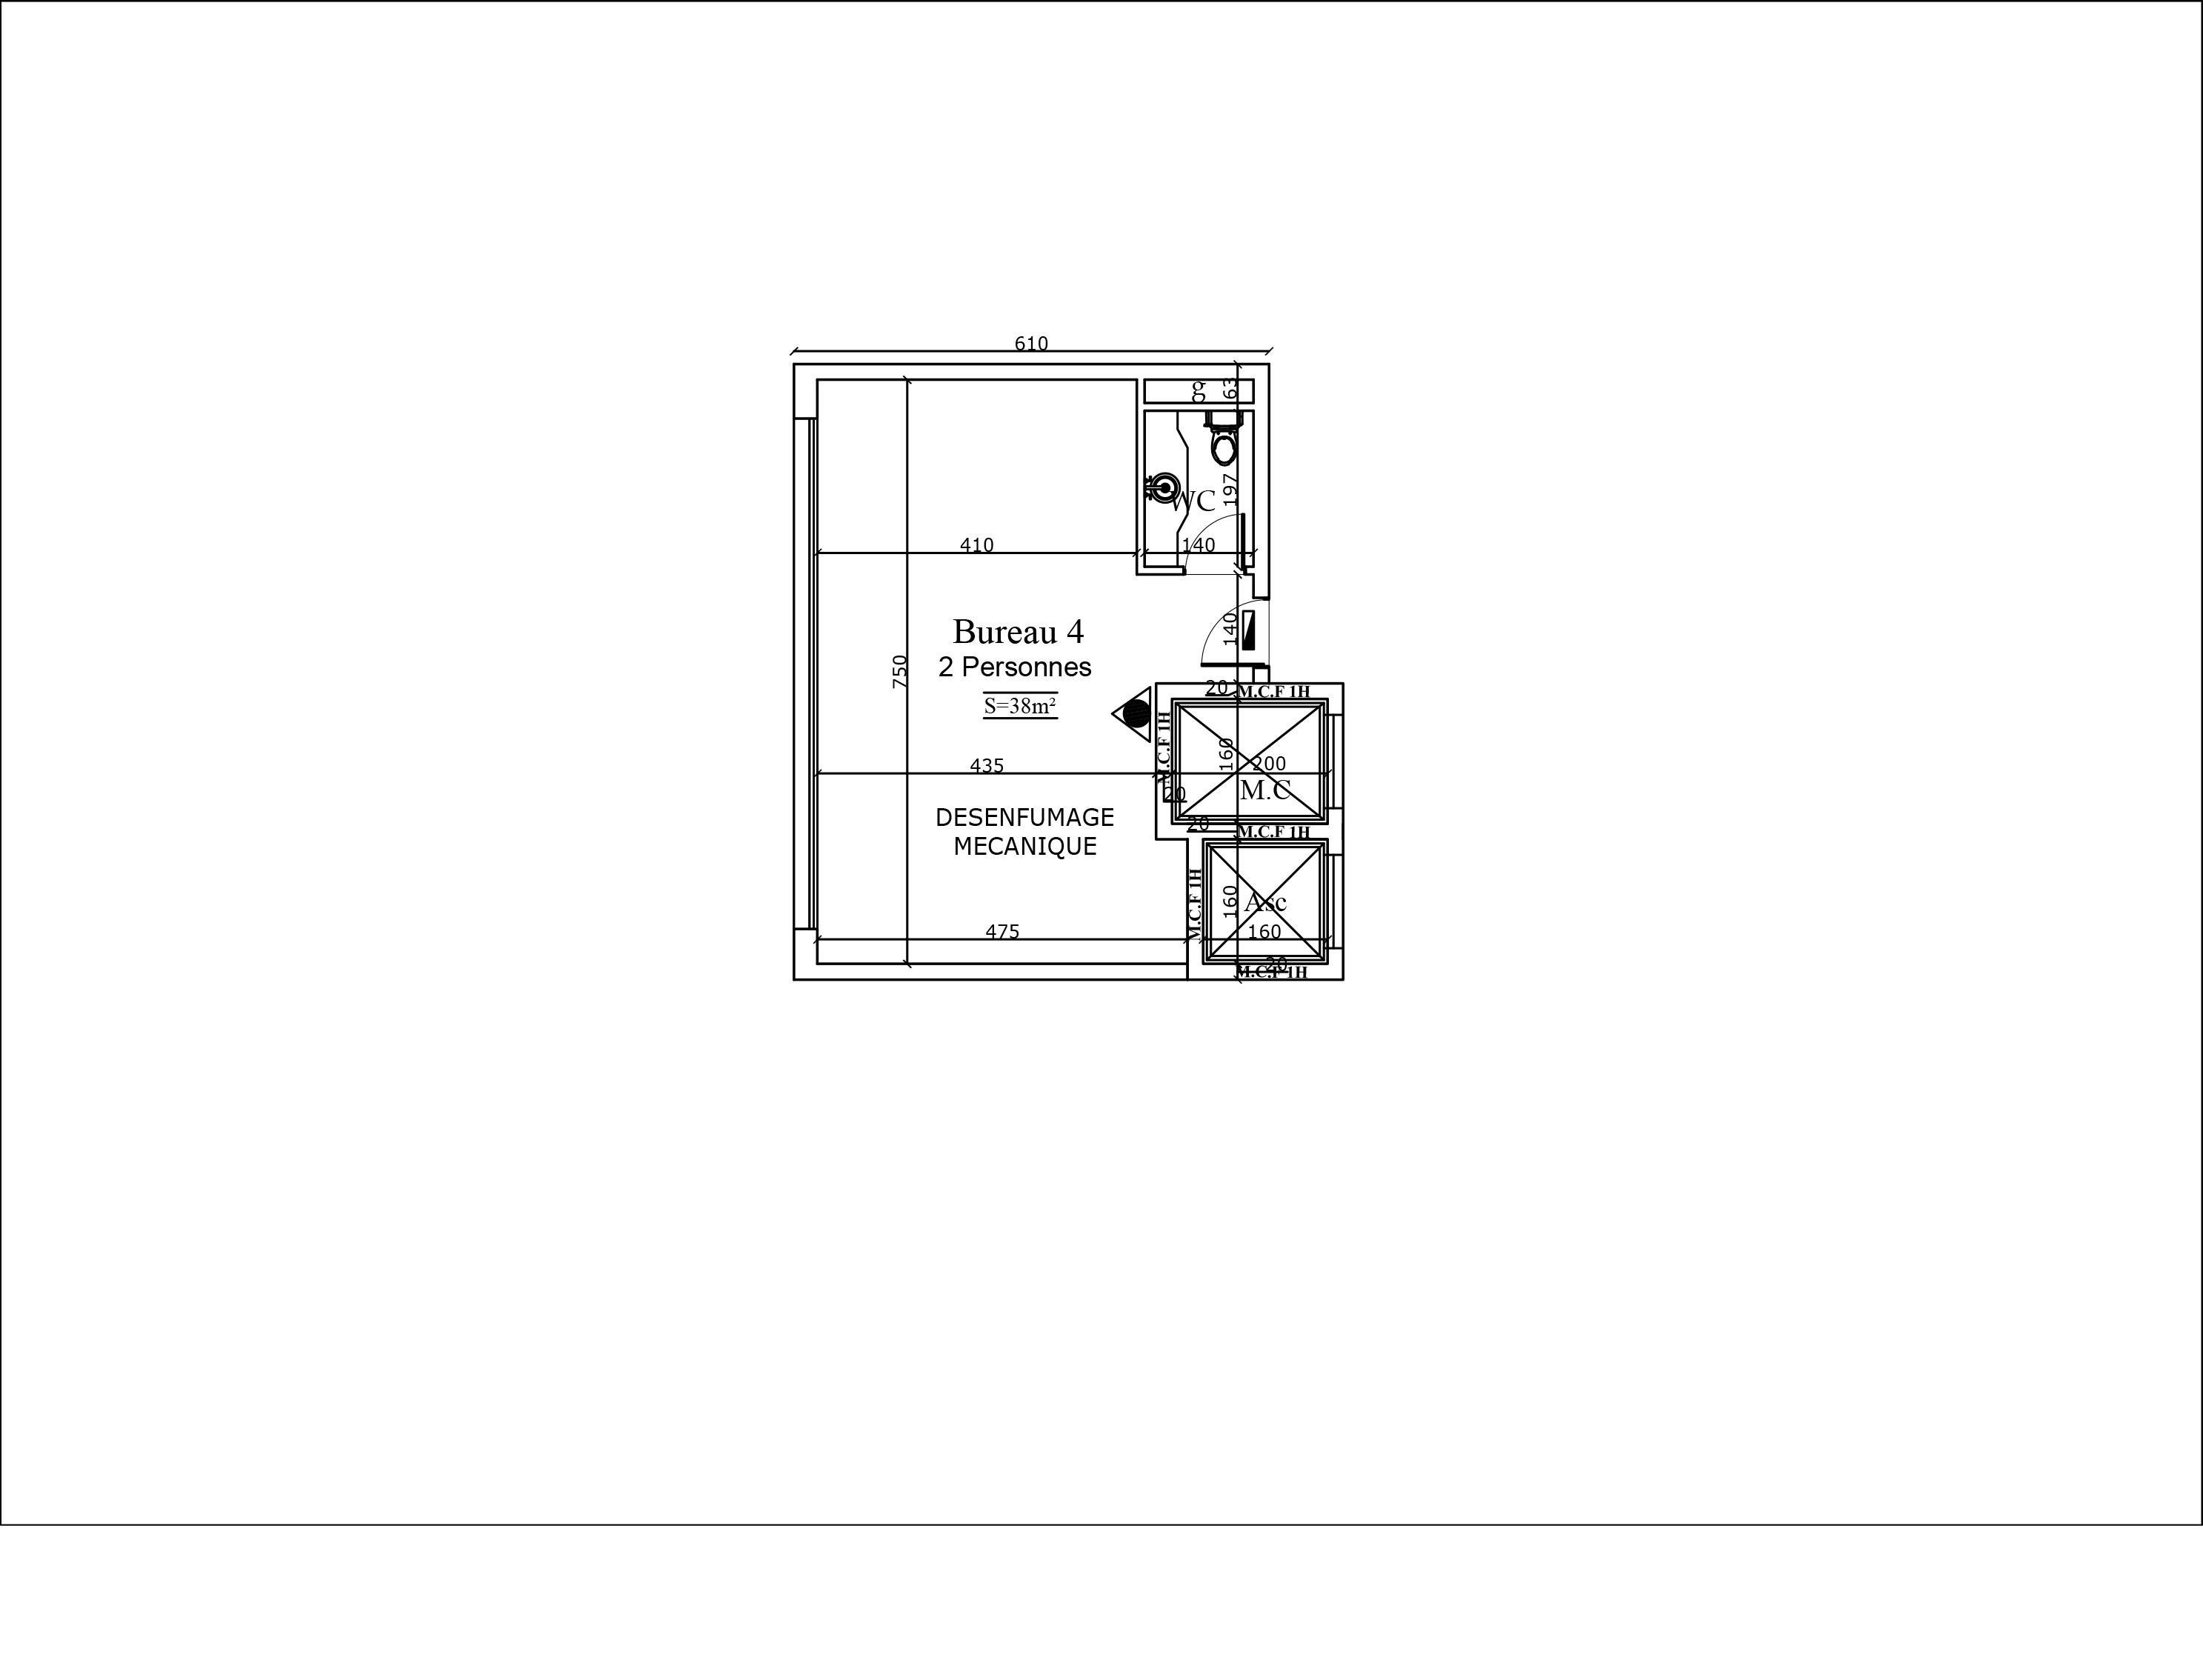 610
g
63
WC
197
410
140
Bureau 4
140
2 Personnes
750
S=38m²
20
M.C.F 1H
M.C.F 1H
160
435
200
M.C
20
DESENFUMAGE
MECANIQUE
20
M.C.F 1H
M.C.F 1H
160
Asc
475
160
20
M.C.F 1H